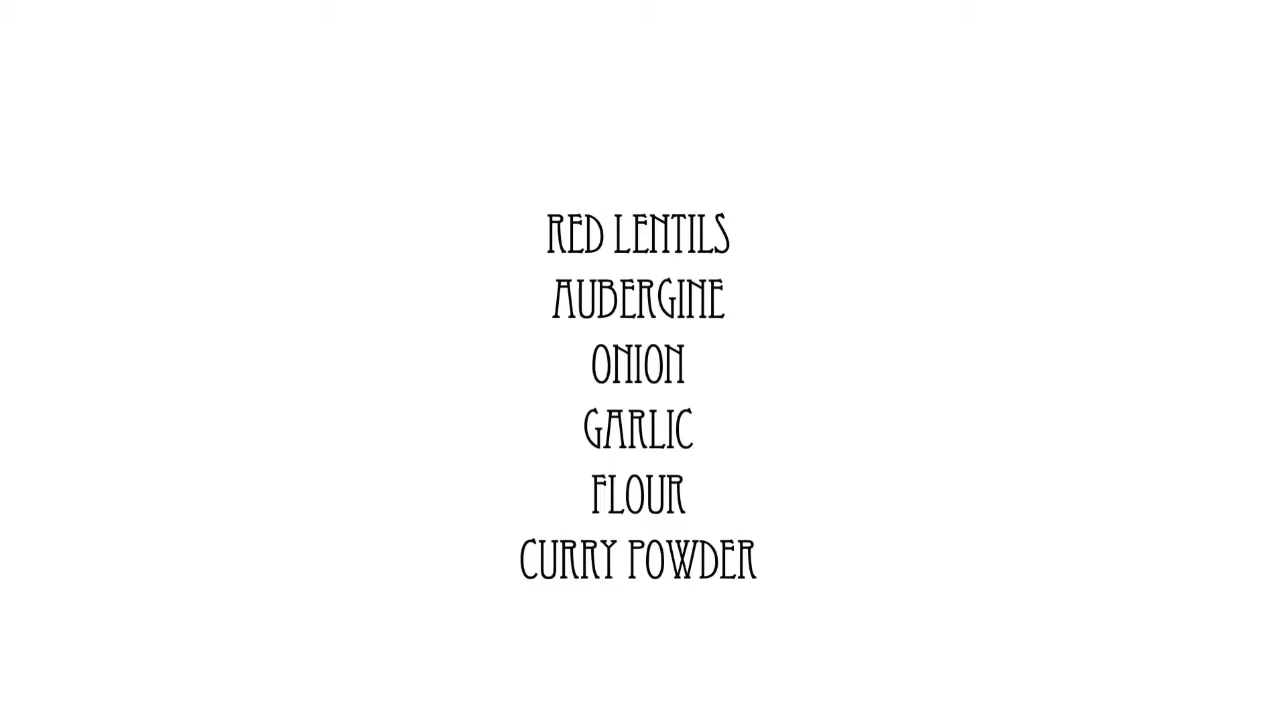 RED LENTILS
AUBERGINE
ONION
GARLIC
FLOUR
CURRY POWDER